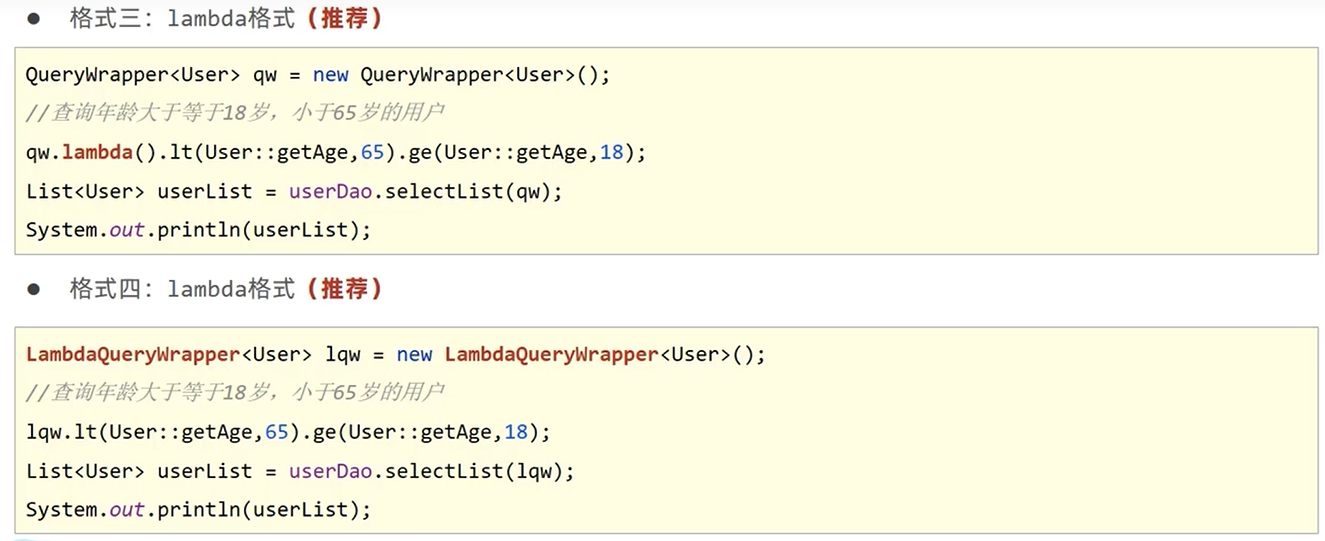 ● 格式三：lambda格式（推荐）
QueryWrapper<User> qw = new QueryWrapper<User>();
//查询年龄大于等于18岁，小于65岁的用户
qw.lambda().lt(User::getAge,65).ge(User::getAge,18);
List<User> userList = userDao.selectList(qw);
System.out.println(userList);
● 格式四：lambda格式（推荐）
LambdaQueryWrapper<User> lqw = new LambdaQueryWrapper<User>();
//查询年龄大于等于18岁，小于65岁的用户
lqw.lt(User::getAge,65).ge(User::getAge,18);
List<User> userList = userDao.selectList(lqw);
System.out.println(userList);